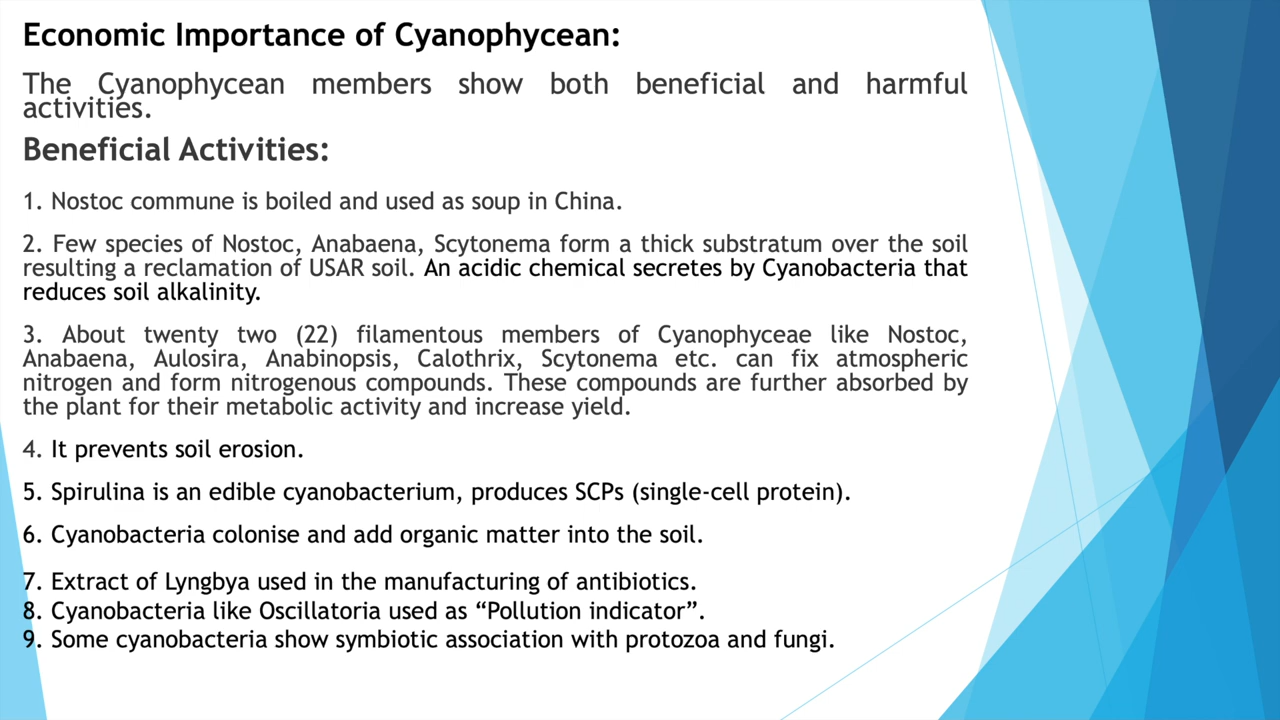 Economic Importance of Cyanophycean:
The Cyanophycean members show both beneficial and harmful
activities.
Beneficial Activities:
1. Nostoc commune is boiled and used as soup in China.
2. Few species of Nostoc, Anabaena, Scytonema form a thick substratum over the soil
resulting a reclamation of USAR soil. An acidic chemical secretes by Cyanobacteria that
reduces soil alkalinity.
3. About twenty two (22) filamentous members of Cyanophyceae like Nostoc,
Anabaena, Aulosira, Anabinopsis, Calothrix, Scytonema etc. can fix atmospheric
nitrogen and form nitrogenous compounds. These compounds are further absorbed by
the plant for their metabolic activity and increase yield.
4. It prevents soil erosion.
5. Spirulina is an edible cyanobacterium, produces SCPs (single-cell protein).
6. Cyanobacteria colonise and add organic matter into the soil.
7. Extract of Lyngbya used in the manufacturing of antibiotics.
8. Cyanobacteria like Oscillatoria used as “Pollution indicator”.
9. Some cyanobacteria show symbiotic association with protozoa and fungi.